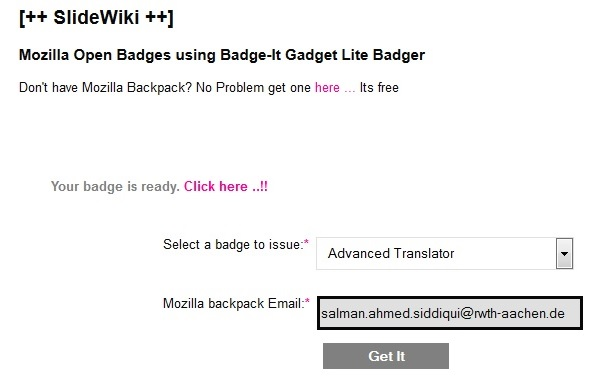 [++ SlideWiki ++]
Mozilla Open Badges using Badge-It Gadget Lite Badger
Don't have Mozilla Backpack? No Problem get one here ... Its free
Your badge is ready. Click here ..!!
Select a badge to issue:* Advanced Translator
Mozilla backpack Email:* salman.ahmed.siddiqui@rwth-aachen.de
Get It